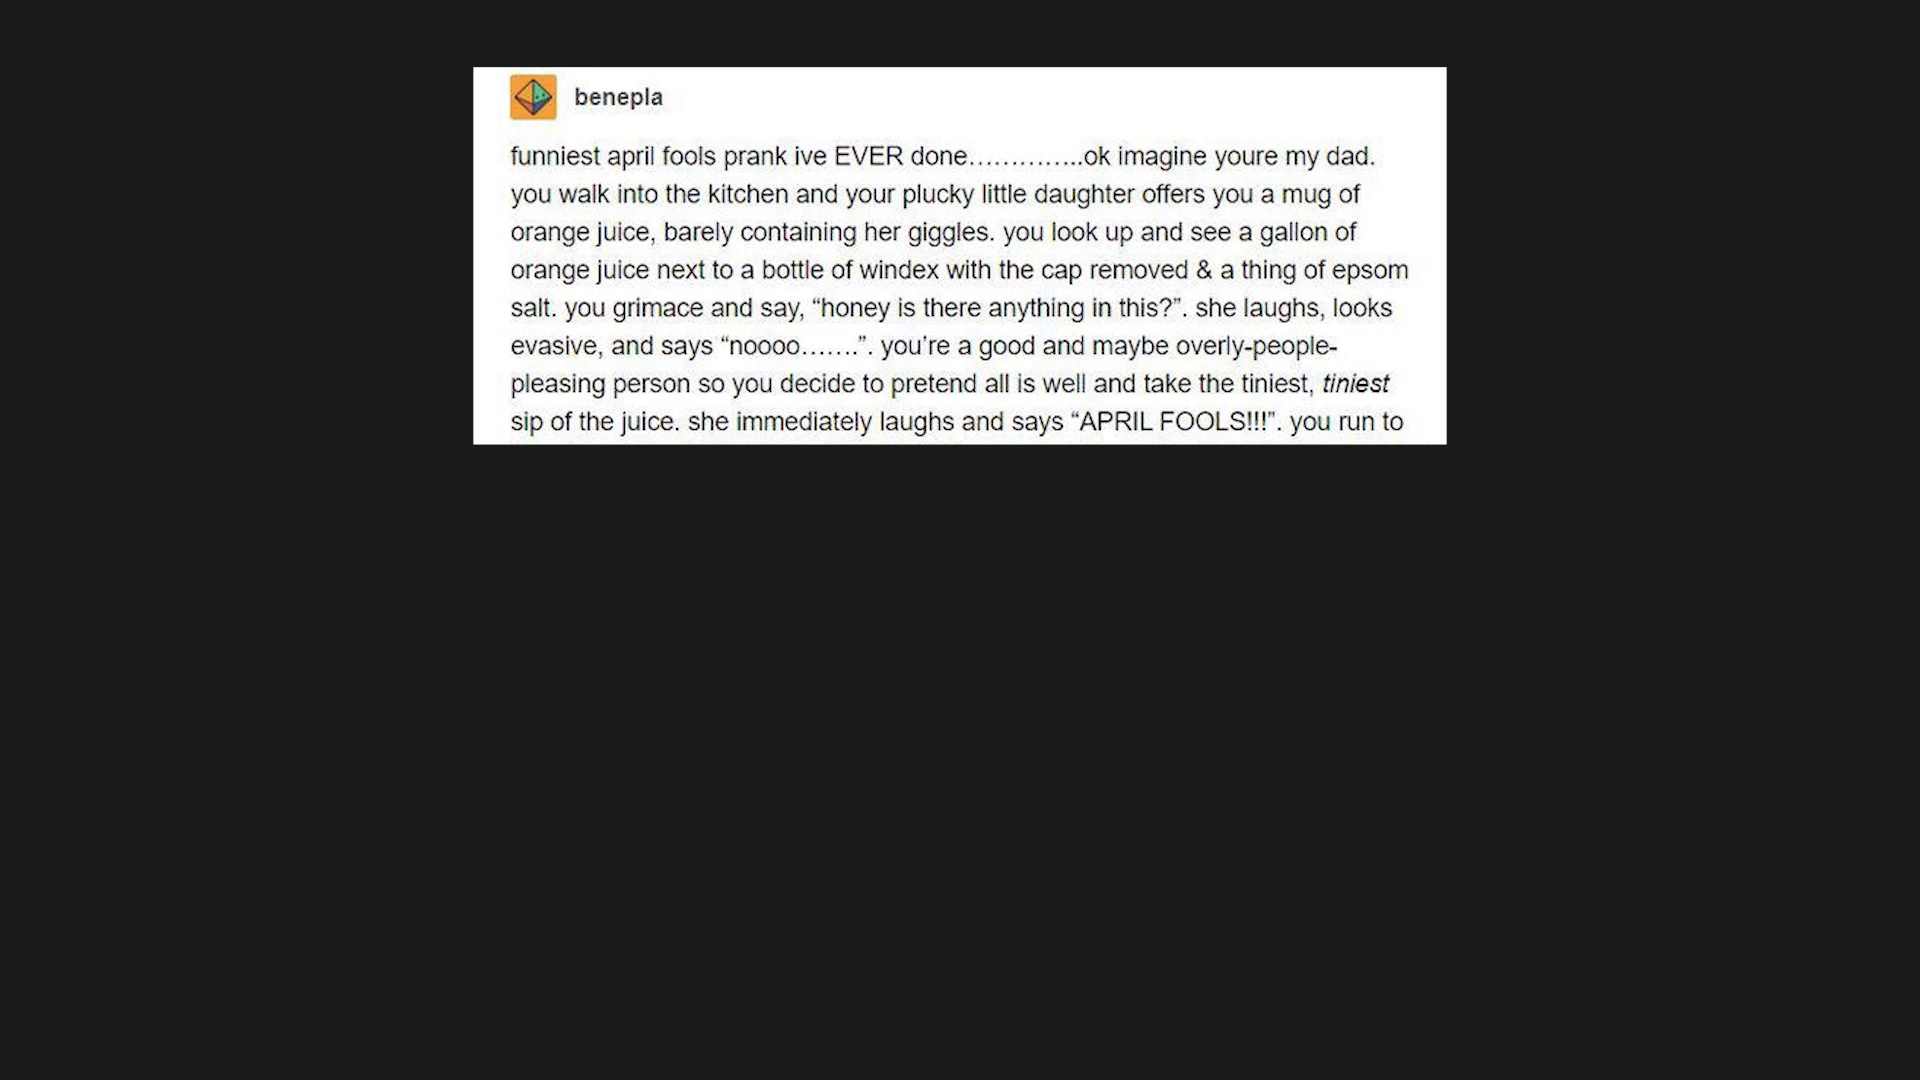 benepla
funniest april fools prank ive EVER done…………..ok imagine youre my dad.
you walk into the kitchen and your plucky little daughter offers you a mug of
orange juice, barely containing her giggles. you look up and see a gallon of
orange juice next to a bottle of windex with the cap removed & a thing of epsom
salt. you grimace and say, “honey is there anything in this?”. she laughs, looks
evasive, and says “noooo…….”. you’re a good and maybe overly-people-
pleasing person so you decide to pretend all is well and take the tiniest, tiniest
sip of the juice. she immediately laughs and says “APRIL FOOLS!!!”. you run to